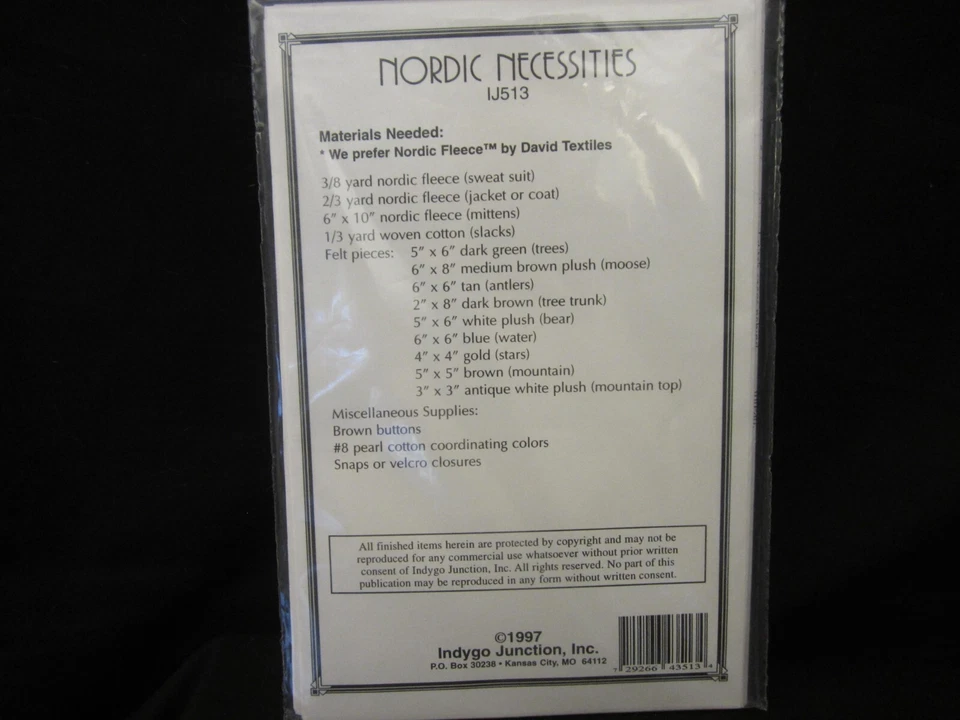 NORDIC NECESSITIES
IJ513
Materials Needed:
* We prefer Nordic Fleece™ by David Textiles
3/8 yard nordic fleece (sweat suit)
2/3 yard nordic fleece (jacket or coat)
6" x 10" nordic fleece (mittens)
1/3 yard woven cotton (slacks)
Felt pieces: 5" x 6" dark green (trees)
6" x 8" medium brown plush (moose)
6" x 6" tan (antlers)
2" x 8" dark brown (tree trunk)
5" x 6" white plush (bear)
6" x 6" blue (water)
4" x 4" gold (stars)
5" x 5" brown (mountain)
3" x 3" antique white plush (mountain top)
Miscellaneous Supplies:
Brown buttons
#8 pearl cotton coordinating colors
Snaps or velcro closures
All finished items herein are protected by copyright and may not be
reproduced for any commercial use whatsoever without prior written
consent of Indygo Junction, Inc. All rights reserved. No part of this
publication may be reproduced in any form without written consent.
©1997
Indygo Junction, Inc.
P.O. Box 30238 • Kansas City, MO 64112
7 29266 43513 4